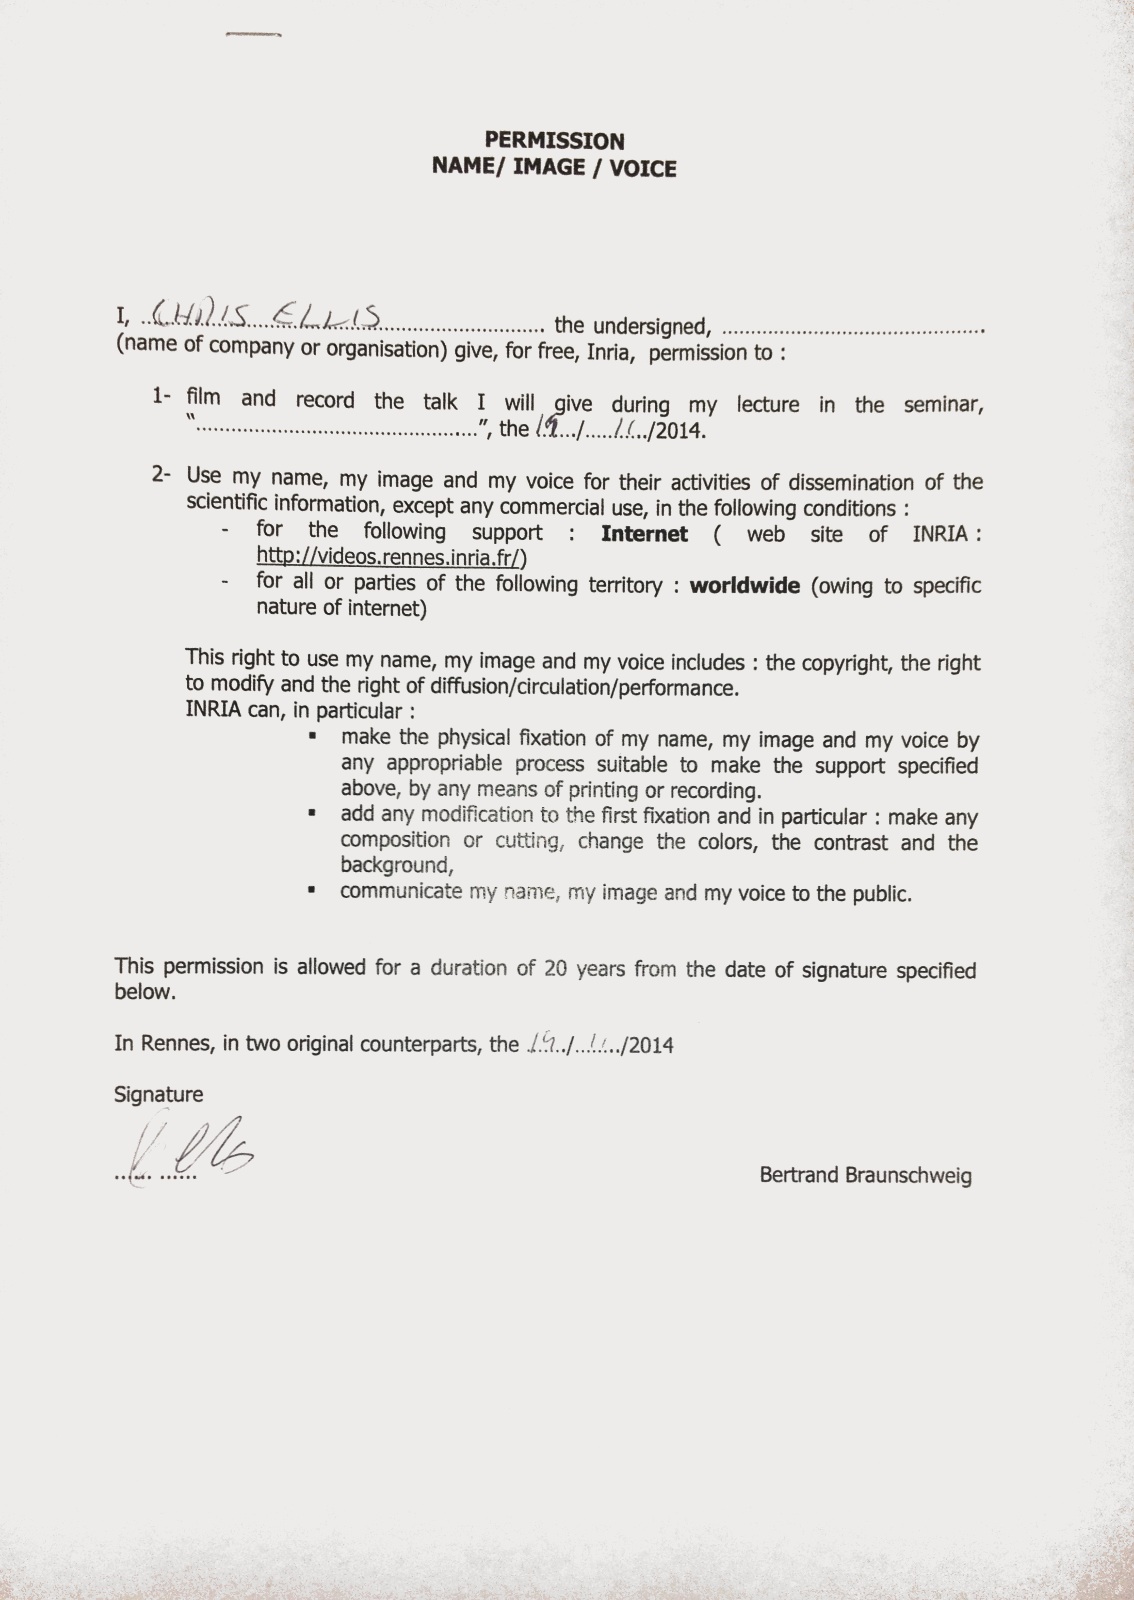 PERMISSION
NAME/ IMAGE / VOICE
I, ..CHRIS ELLIS.......................... the undersigned, ......................................
(name of company or organisation) give, for free, Inria, permission to :
1- film and record the talk I will give during my lecture in the seminar,
"..........................................", the 19../.....11../2014.
2- Use my name, my image and my voice for their activities of dissemination of the
scientific information, except any commercial use, in the following conditions :
- for the following support : Internet ( web site of INRIA :
http://videos.rennes.inria.fr/)
- for all or parties of the following territory : worldwide (owing to specific
nature of internet)
This right to use my name, my image and my voice includes : the copyright, the right
to modify and the right of diffusion/circulation/performance.
INRIA can, in particular :
▪ make the physical fixation of my name, my image and my voice by
any appropriable process suitable to make the support specified
above, by any means of printing or recording.
▪ add any modification to the first fixation and in particular : make any
composition or cutting, change the colors, the contrast and the
background,
▪ communicate my name, my image and my voice to the public.
This permission is allowed for a duration of 20 years from the date of signature specified
below.
In Rennes, in two original counterparts, the .19../...11../2014
Signature
...... ......
Bertrand Braunschweig